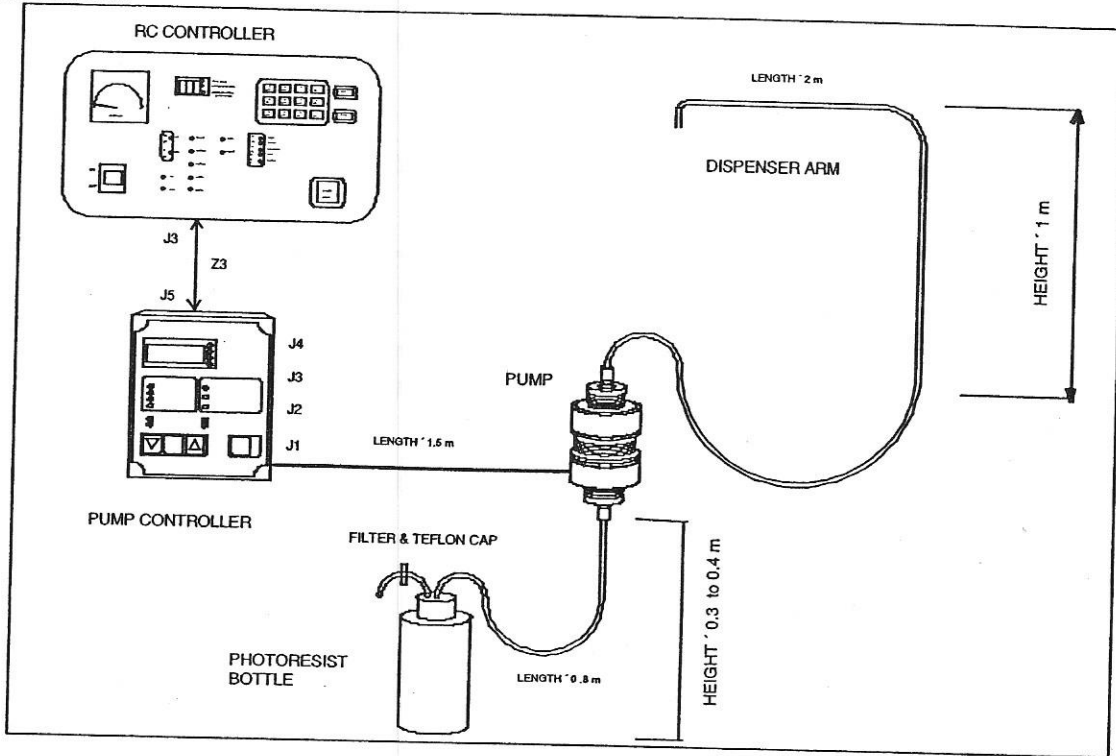 RC CONTROLLER
LENGTH ´2 m
DISPENSER ARM
HEIGHT ´ 1 m
J3
Z3
J5
J4
J3
J2
J1
PUMP
LENGTH ´ 1,5 m
PUMP CONTROLLER
FILTER & TEFLON CAP
PHOTORESIST
BOTTLE
LENGTH ´0 ,8 m
HEIGHT ´ 0.3 to 0.4 m